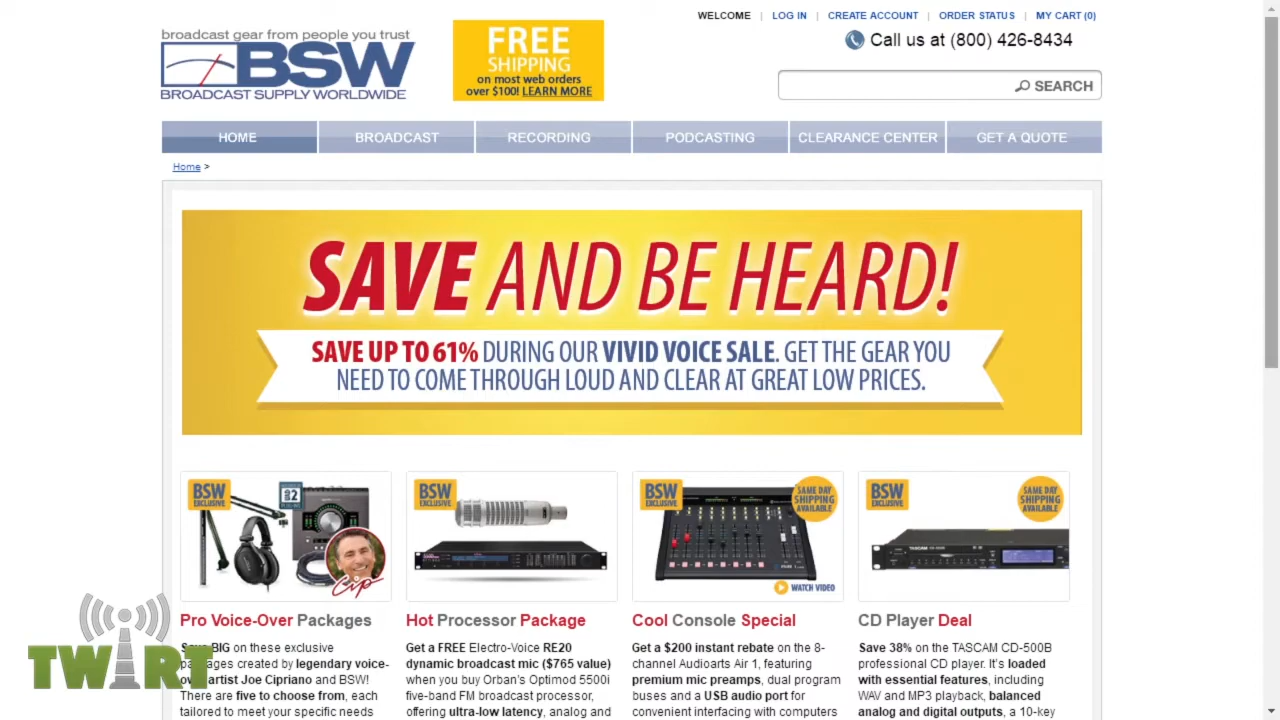 WELCOME | LOG IN | CREATE ACCOUNT | ORDER STATUS | MY CART (0)
broadcast gear from people you trust
BSW
BROADCAST SUPPLY WORLDWIDE
FREE
SHIPPING
on most web orders
over $100! LEARN MORE
Call us at (800) 426-8434
SEARCH
HOME
BROADCAST
RECORDING
PODCASTING
CLEARANCE CENTER
GET A QUOTE
Home >
SAVE AND BE HEARD!
SAVE UP TO 61% DURING OUR VIVID VOICE SALE. GET THE GEAR YOU
NEED TO COME THROUGH LOUD AND CLEAR AT GREAT LOW PRICES.
BSW
EXCLUSIVE
Cip
Pro Voice-Over Packages
Save BIG on these exclusive
packages created by legendary voice-
over artist Joe Cipriano and BSW!
There are five to choose from, each
tailored to meet your specific needs
BSW
EXCLUSIVE
Hot Processor Package
Get a FREE Electro-Voice RE20
dynamic broadcast mic ($765 value)
when you buy Orban's Optimod 5500i
five-band FM broadcast processor,
offering ultra-low latency, analog and
BSW
EXCLUSIVE
SAME DAY
SHIPPING
AVAILABLE
WATCH VIDEO
Cool Console Special
Get a $200 instant rebate on the 8-
channel Audioarts Air 1, featuring
premium mic preamps, dual program
buses and a USB audio port for
convenient interfacing with computers
BSW
EXCLUSIVE
SAME DAY
SHIPPING
AVAILABLE
TASCAM
CD Player Deal
Save 38% on the TASCAM CD-500B
professional CD player. It's loaded
with essential features, including
WAV and MP3 playback, balanced
analog and digital outputs, a 10-key
TWIRT